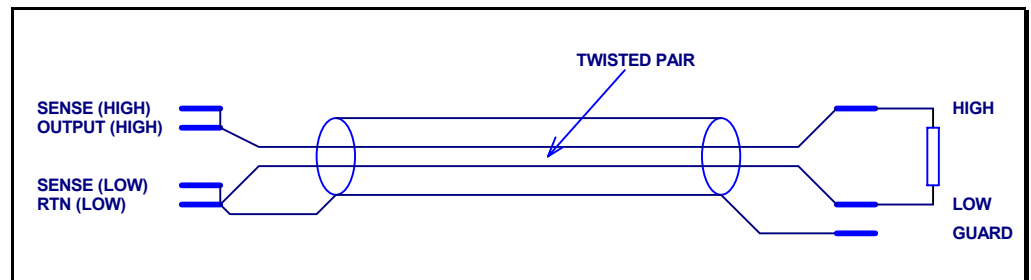 TWISTED PAIR
SENSE (HIGH)
OUTPUT (HIGH)
SENSE (LOW)
RTN (LOW)
HIGH
LOW
GUARD